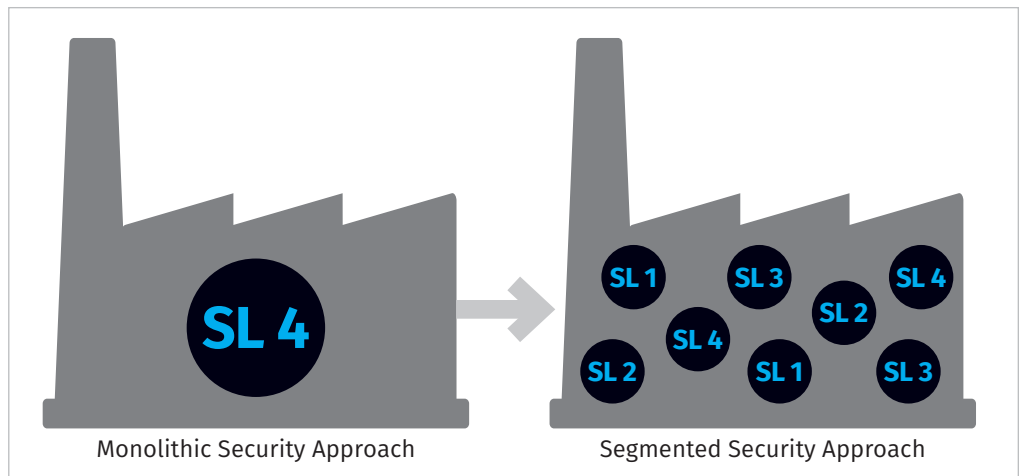 SL 4
Monolithic Security Approach
SL 1
SL 3
SL 4
SL 2
SL 4
SL 2
SL 1
SL 3
Segmented Security Approach